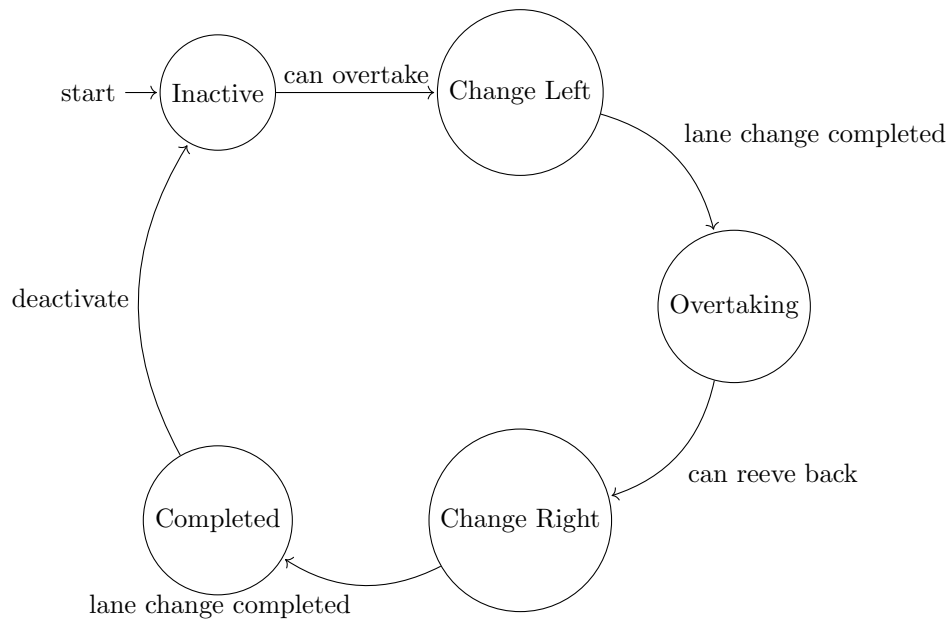 start
Inactive
can overtake
Change Left
lane change completed
Overtaking
deactivate
can reeve back
Completed
Change Right
lane change completed